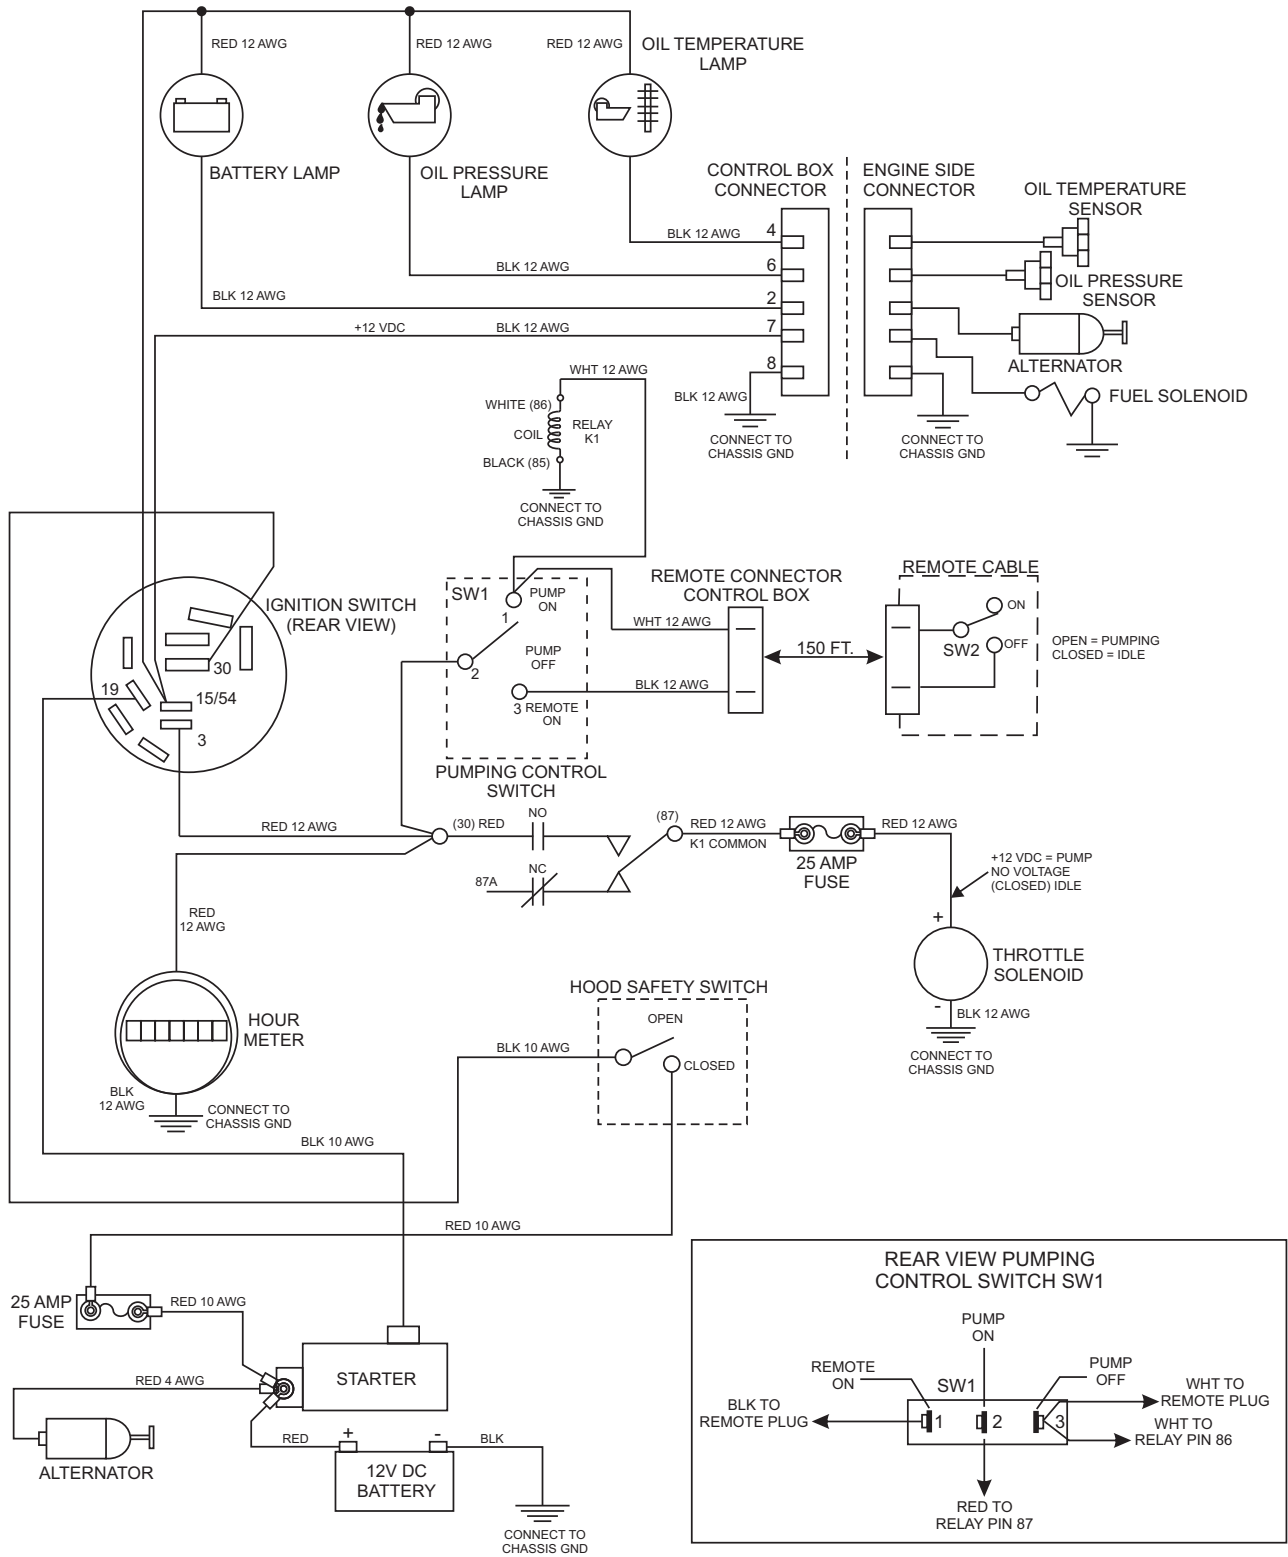 RED 12 AWG
RED 12 AWG
RED 12 AWG
OIL TEMPERATURE
LAMP
BATTERY LAMP
OIL PRESSURE
LAMP
CONTROL BOX
CONNECTOR
ENGINE SIDE
CONNECTOR
OIL TEMPERATURE
SENSOR
BLK 12 AWG
4
BLK 12 AWG
6
OIL PRESSURE
SENSOR
BLK 12 AWG
2
+12 VDC
BLK 12 AWG
7
ALTERNATOR
8
BLK 12 AWG
FUEL SOLENOID
CONNECT TO
CHASSIS GND
CONNECT TO
CHASSIS GND
WHT 12 AWG
WHITE (86)
COIL
RELAY
K1
BLACK (85)
CONNECT TO
CHASSIS GND
IGNITION SWITCH
(REAR VIEW)
30
19
15/54
3
SW1
PUMP
ON
1
PUMP
OFF
2
3
REMOTE
ON
PUMPING CONTROL
SWITCH
REMOTE CONNECTOR
CONTROL BOX
WHT 12 AWG
BLK 12 AWG
150 FT.
REMOTE CABLE
ON
SW2
OFF
OPEN = PUMPING
CLOSED = IDLE
RED 12 AWG
(30) RED
NO
(87)
RED 12 AWG
K1 COMMON
RED 12 AWG
25 AMP
FUSE
87A
NC
+12 VDC = PUMP
NO VOLTAGE
(CLOSED) IDLE
RED
12 AWG
+
THROTTLE
SOLENOID
-
BLK 12 AWG
CONNECT TO
CHASSIS GND
HOUR
METER
BLK
12 AWG
CONNECT TO
CHASSIS GND
HOOD SAFETY SWITCH
OPEN
BLK 10 AWG
CLOSED
BLK 10 AWG
RED 10 AWG
25 AMP
FUSE
RED 10 AWG
STARTER
RED 4 AWG
ALTERNATOR
RED
+
-
BLK
12V DC
BATTERY
CONNECT TO
CHASSIS GND
REAR VIEW PUMPING
CONTROL SWITCH SW1
PUMP
ON
REMOTE
ON
SW1
PUMP
OFF
BLK TO
REMOTE PLUG
1
2
3
WHT TO
REMOTE PLUG
WHT TO
RELAY PIN 86
RED TO
RELAY PIN 87